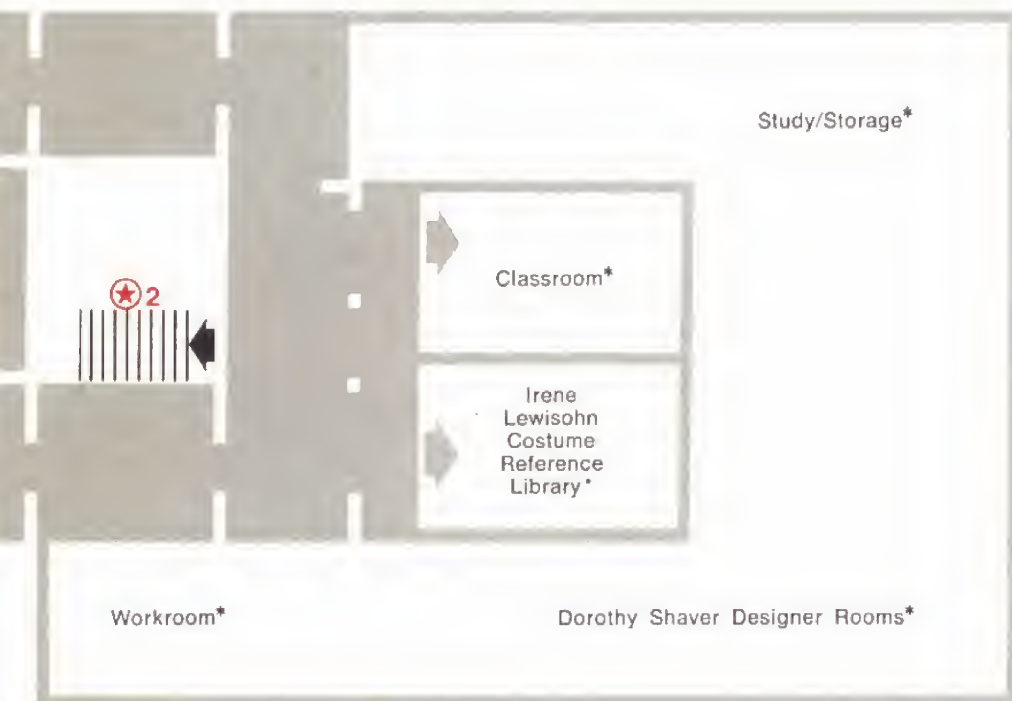 Study/Storage*
Classroom*
2
Irene
Lewisohn
Costume
Reference
Library*
Workroom*
Dorothy Shaver Designer Rooms*